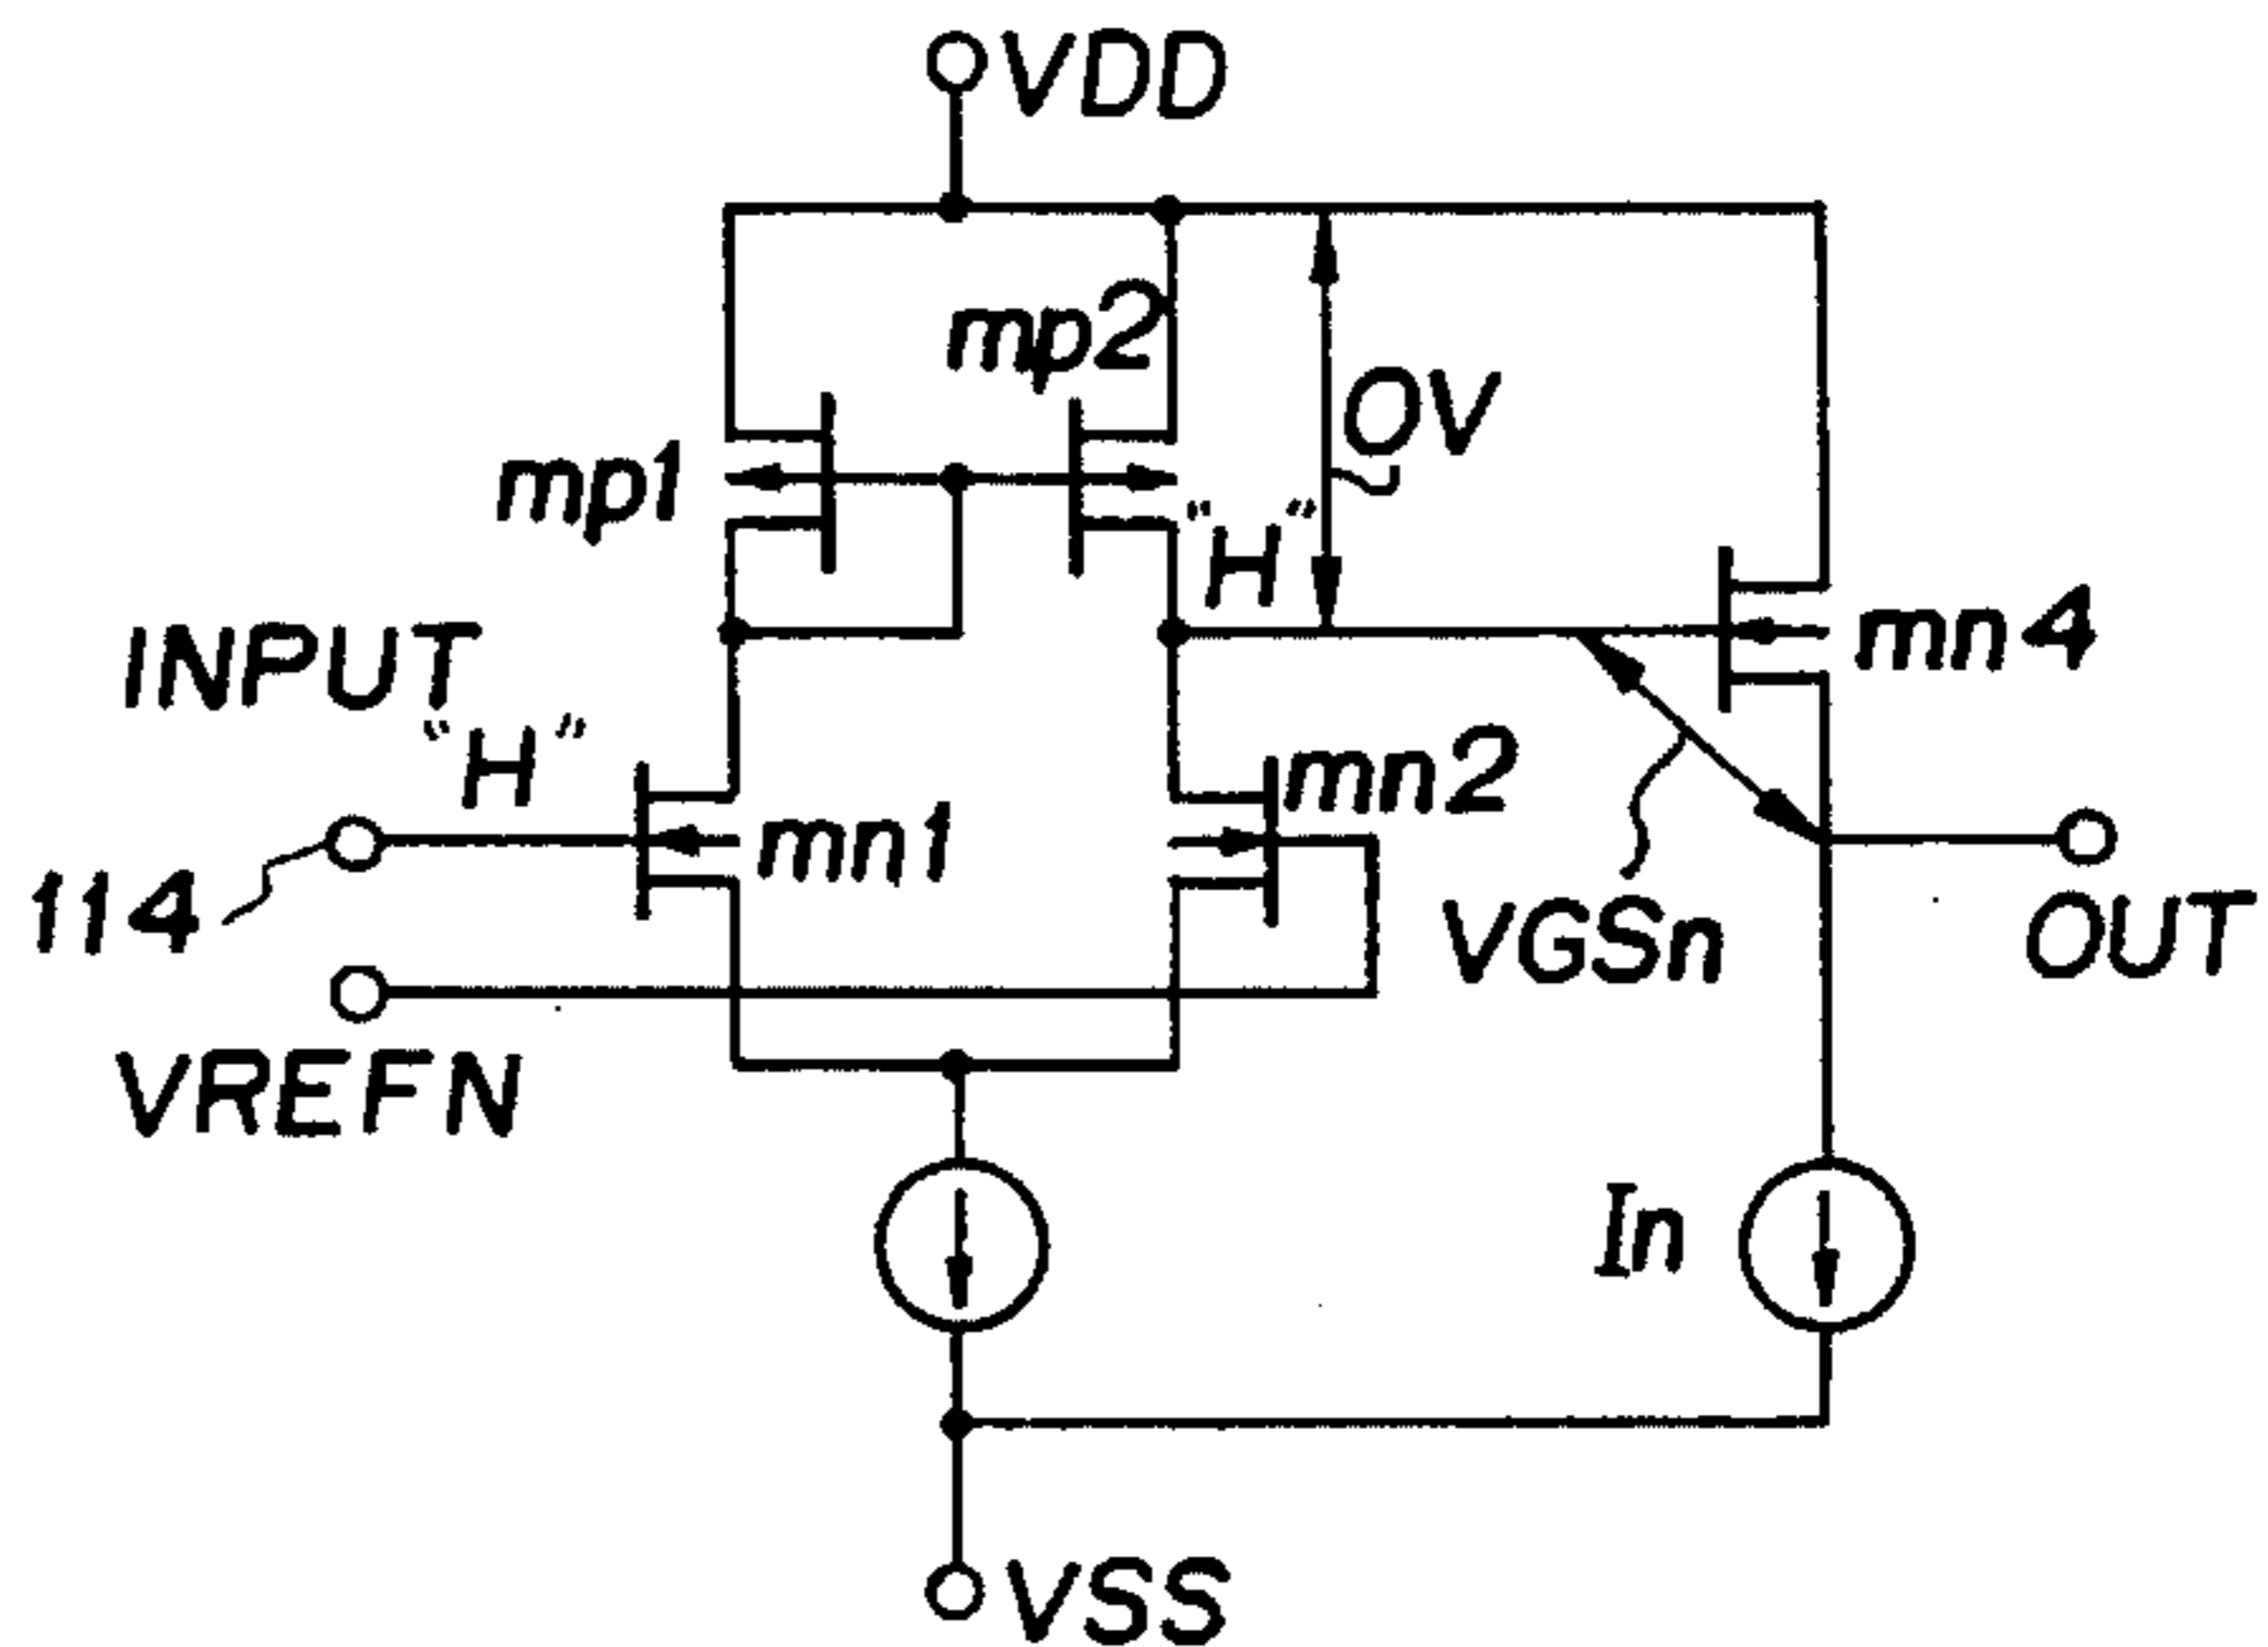 VDD
mp2
OV
mp1
"H"
INPUT
mn4
"H"
mn2
mn1
114
VGSn
OUT
VREFN
In
VSS